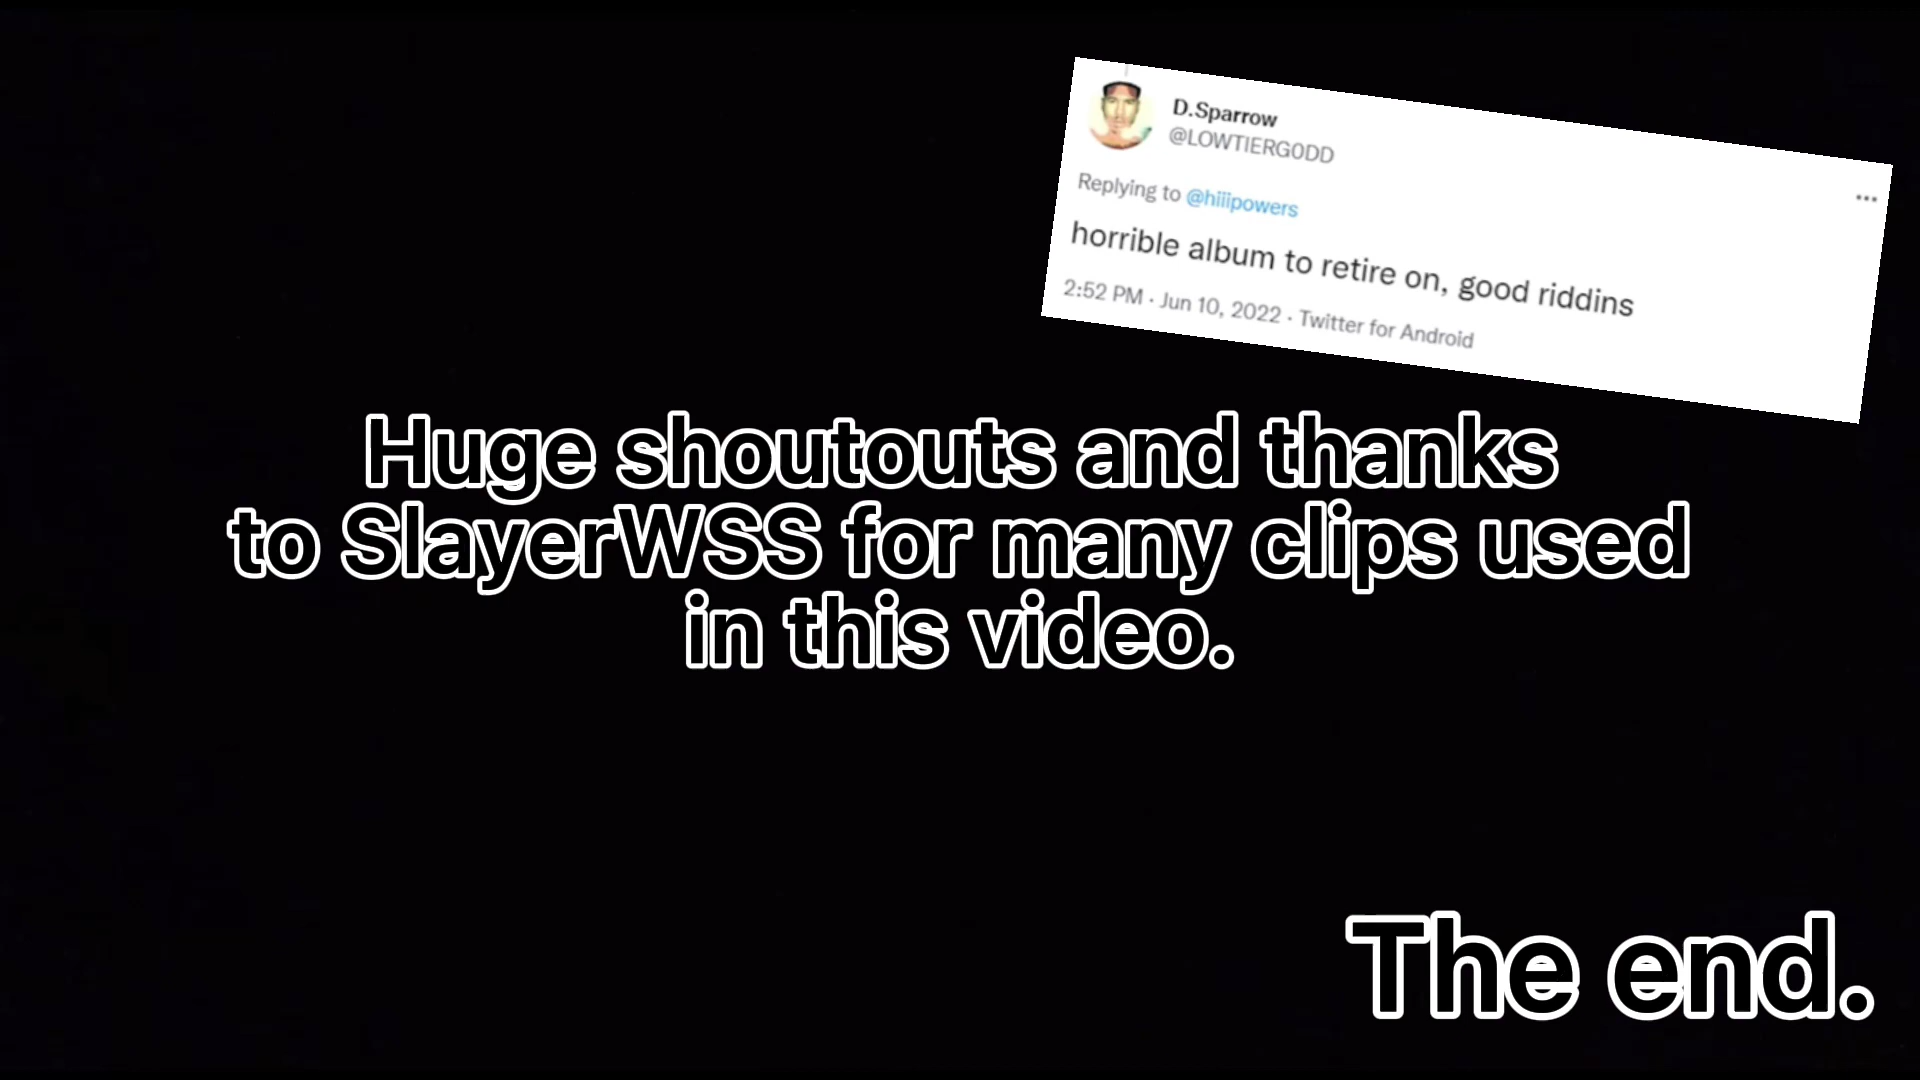 D.Sparrow
@LOWTIERG0DD
Replying to @hiiipowers
horrible album to retire on, good riddins
2:52 PM · Jun 10, 2022 · Twitter for Android
Huge shoutouts and thanks
to SlayerWSS for many clips used
in this video.
The end.